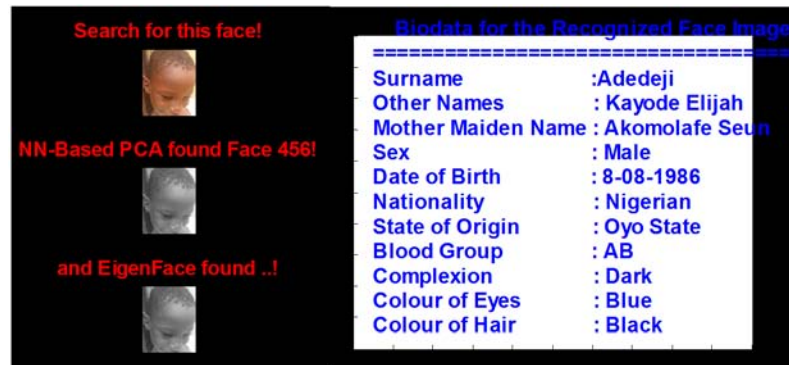 Search for this face!
NN-Based PCA found Face 456!
and EigenFace found ..!
Biodata for the Recognized Face Image
===================================
Surname :Adedeji
Other Names : Kayode Elijah
Mother Maiden Name : Akomolafe Seun
Sex : Male
Date of Birth : 8-08-1986
Nationality : Nigerian
State of Origin : Oyo State
Blood Group : AB
Complexion : Dark
Colour of Eyes : Blue
Colour of Hair : Black